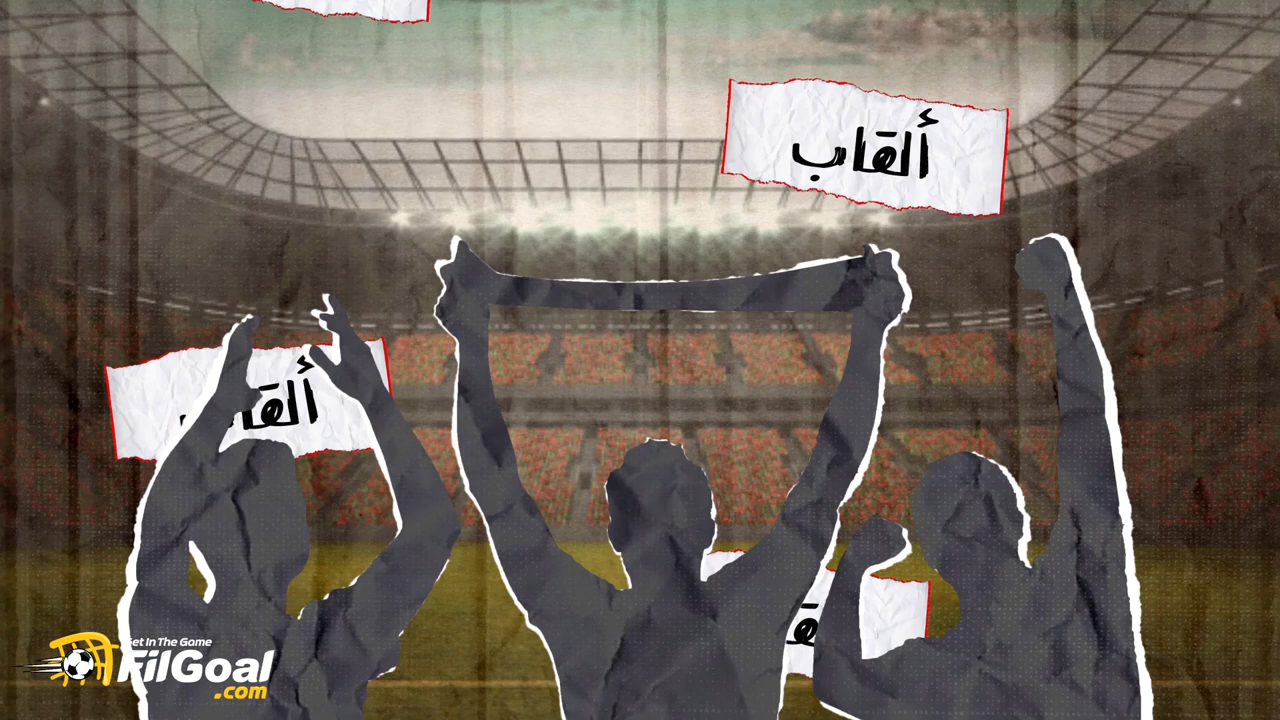 ألقاب
Get In The Game
FilGoal
.com